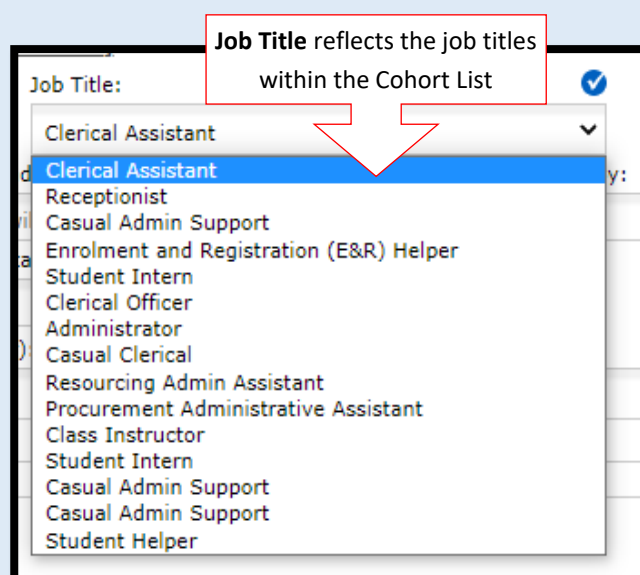 Job Title reflects the job titles
within the Cohort List
Job Title:
Clerical Assistant
Clerical Assistant
y:
Receptionist
Casual Admin Support
Enrolment and Registration (E&R) Helper
Student Intern
Clerical Officer
Administrator
Casual Clerical
Resourcing Admin Assistant
Procurement Administrative Assistant
Class Instructor
Student Intern
Casual Admin Support
Casual Admin Support
Student Helper